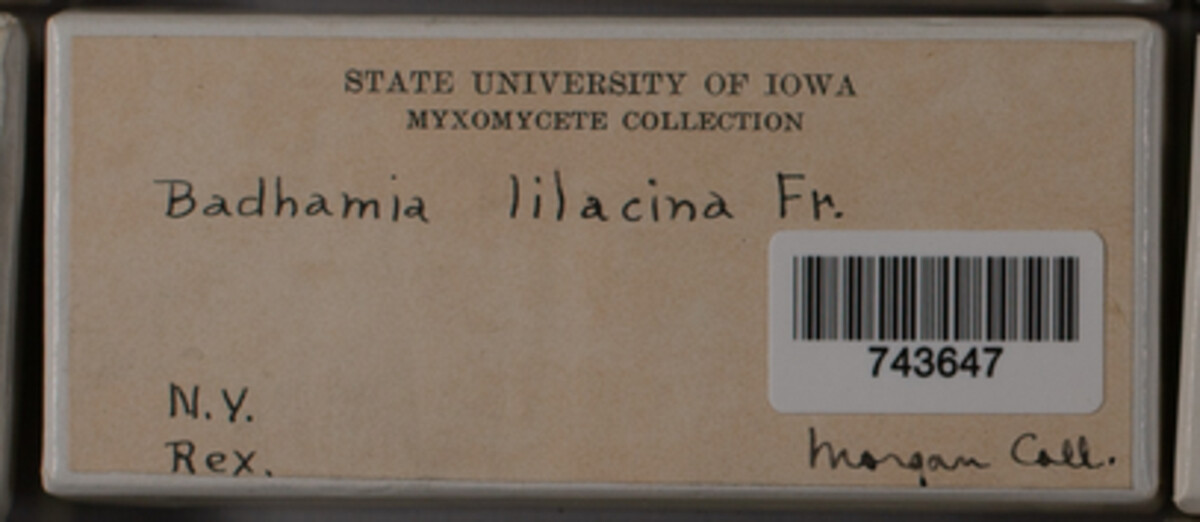 STATE UNIVERSITY OF IOWA
MYXOMYCETE COLLECTION
Badhamia lilacina Fr.
743647
N.Y.
Rex.
Morgan Coll.